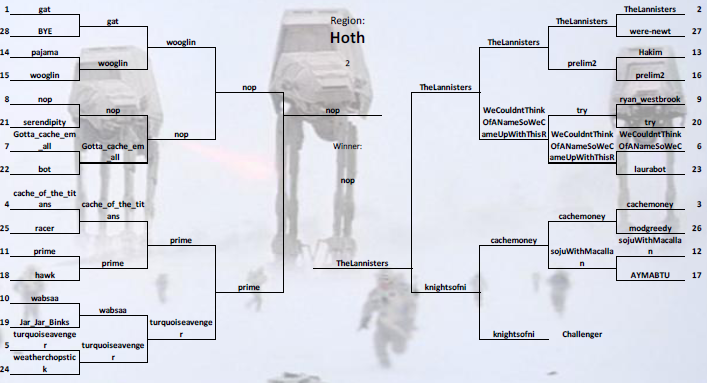 Region:
Hoth
2
nop
Winner:
nop
1 gat
28 BYE
gat
14 pajama
15 wooglin
wooglin
wooglin
8 nop
21 serendipity
nop
7 Gotta_cache_em
_all
22 bot
Gotta_cache_em
_all
nop
nop
4 cache_of_the_tit
ans
25 racer
cache_of_the_tit
ans
11 prime
18 hawk
prime
prime
10 wabsaa
19 Jar_Jar_Binks
wabsaa
5 turquoiseavenge
r
24 weatherchopstic
k
turquoiseavenge
r
turquoiseavenge
r
prime
TheLannisters 2
were-newt 27
TheLannisters
Hakim 13
prelim2 16
prelim2
TheLannisters
ryan_westbrook 9
try 20
try
WeCouldntThink
OfANameSoWeC 6
laurabot 23
WeCouldntThink
OfANameSoWeC
ameUpWithThisR
WeCouldntThink
OfANameSoWeC
ameUpWithThisR
TheLannisters
cachemoney 3
modgreedy 26
cachemoney
sojuWithMacalla
n 12
AYMABTU 17
sojuWithMacalla
n
cachemoney
knightsofni
Challenger
knightsofni
TheLannisters